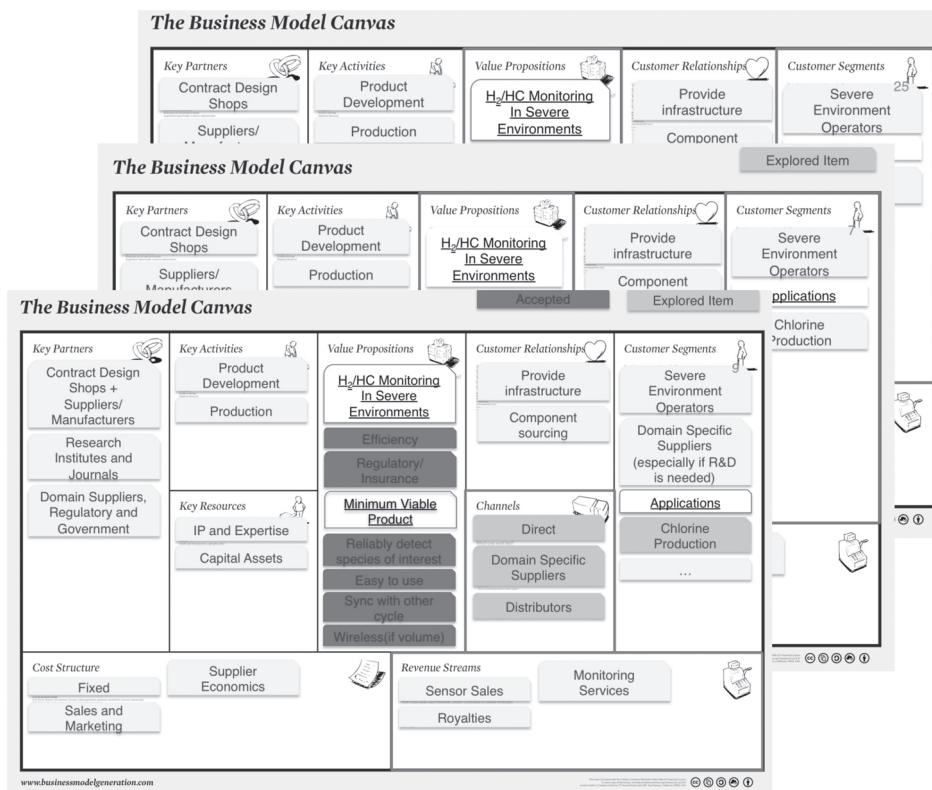 The Business Model Canvas
Key Partners
Contract Design
Shops
Suppliers/
Key Activities
Product
Development
Production
Value Propositions
H₂/HC Monitoring
In Severe
Environments
Customer Relationships
Provide
infrastructure
Component
Customer Segments
25
Severe
Environment
Operators
The Business Model Canvas
Explored Item
Key Partners
Contract Design
Shops
Suppliers/
Manufacturers
Key Activities
Product
Development
Production
Value Propositions
H₂/HC Monitoring
In Severe
Environments
Customer Relationships
Provide
infrastructure
Component
Customer Segments
7
Severe
Environment
Operators
Applications
Chlorine
Production
The Business Model Canvas
Accepted
Explored Item
Key Partners
Contract Design
Shops +
Suppliers/
Manufacturers
Research
Institutes and
Journals
Domain Suppliers,
Regulatory and
Government
Key Activities
Product
Development
Production
Key Resources
IP and Expertise
Capital Assets
Value Propositions
H₂/HC Monitoring
In Severe
Environments
Efficiency
Regulatory/
Insurance
Minimum Viable
Product
Reliably detect
species of interest
Easy to use
Sync with other
cycle
Wireless(if volume)
Customer Relationships
Provide
infrastructure
Component
sourcing
Channels
Direct
Domain Specific
Suppliers
Distributors
Customer Segments
9
Severe
Environment
Operators
Domain Specific
Suppliers
(especially if R&D
is needed)
Applications
Chlorine
Production
...
Cost Structure
Fixed
Sales and
Marketing
Supplier
Economics
Revenue Streams
Sensor Sales
Royalties
Monitoring
Services
www.businessmodelgeneration.com